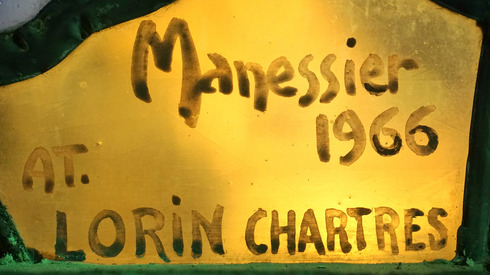 Manessier
1966
AT.
LORIN CHARTRES